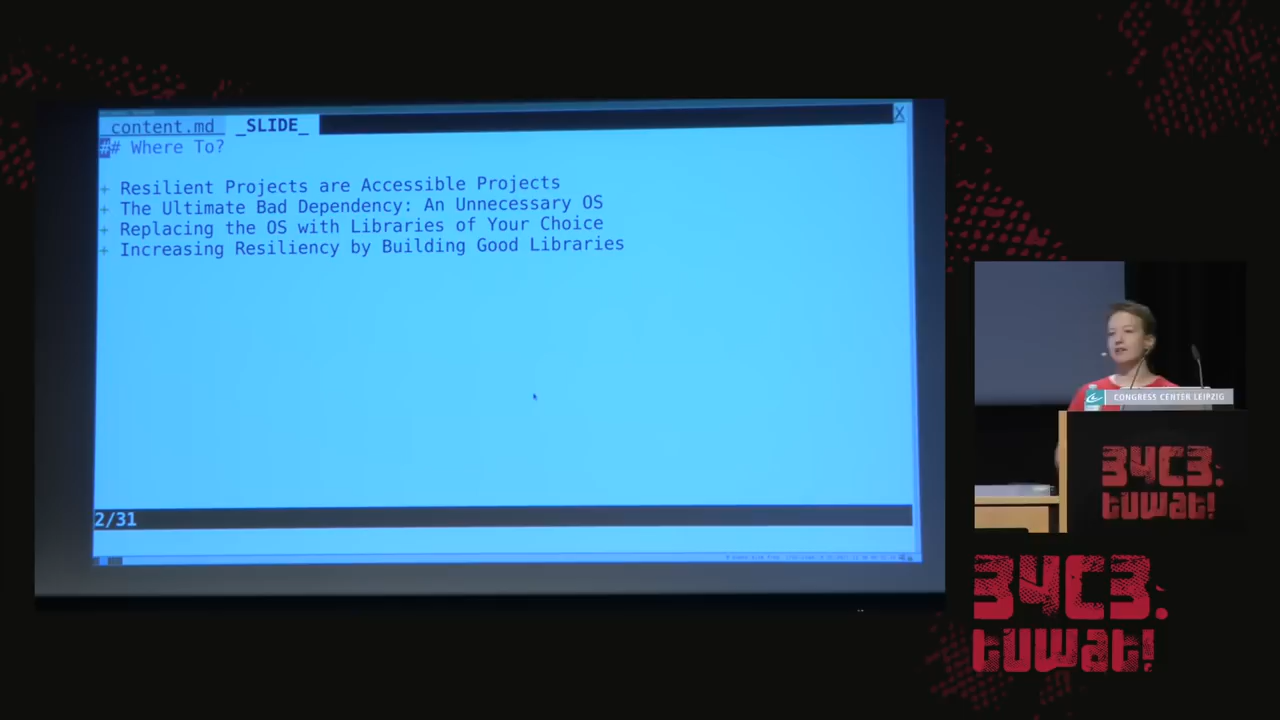 content.md _SLIDE_ X
## Where To?
+ Resilient Projects are Accessible Projects
+ The Ultimate Bad Dependency: An Unnecessary OS
+ Replacing the OS with Libraries of Your Choice
+ Increasing Resiliency by Building Good Libraries
2/31
CONGRESS CENTER LEIPZIG
34C3.
tuwat!
34C3.
tuwat!